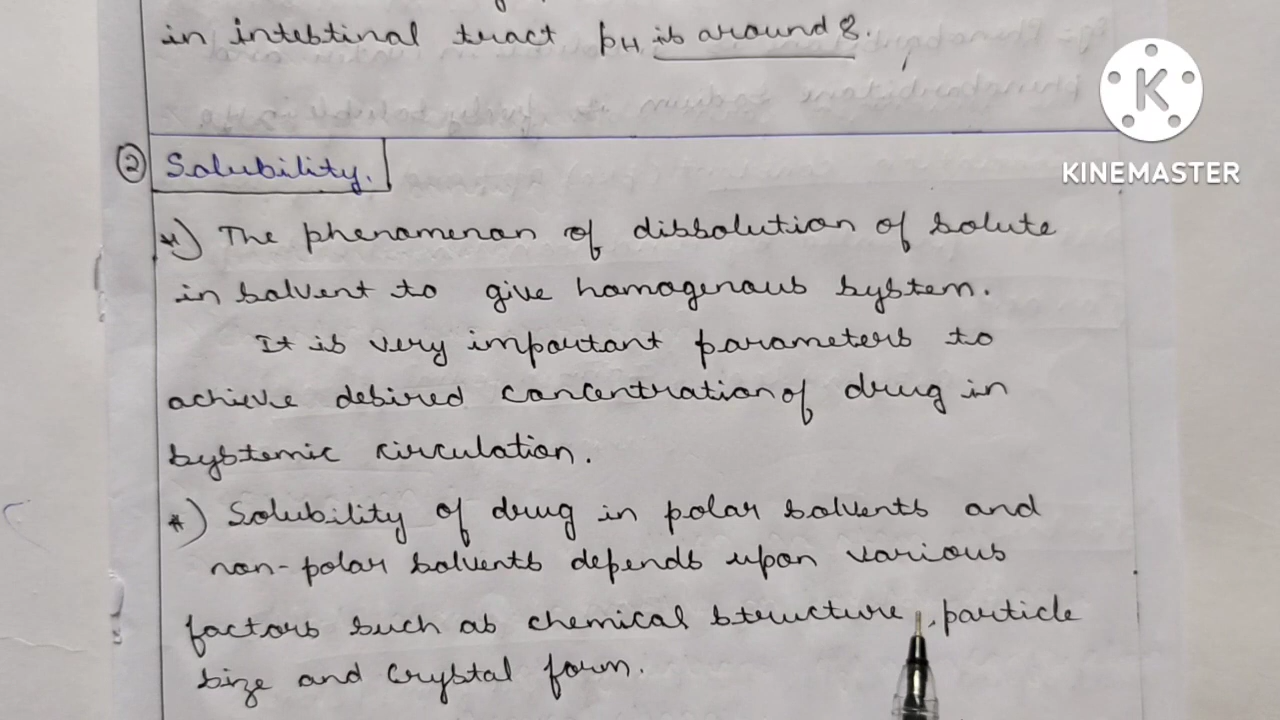 in intestinal tract pH is around 8.
K
KINEMASTER
② Solubility.
*) The phenomenon of dissolution of solute
in solvent to give homogenous system.
It is very important parameters to
achieve desired concentration of drug in
systemic circulation.
*) Solubility of drug in polar solvents and
non-polar solvents depends upon various
factors such as chemical structure, particle
size and crystal form.